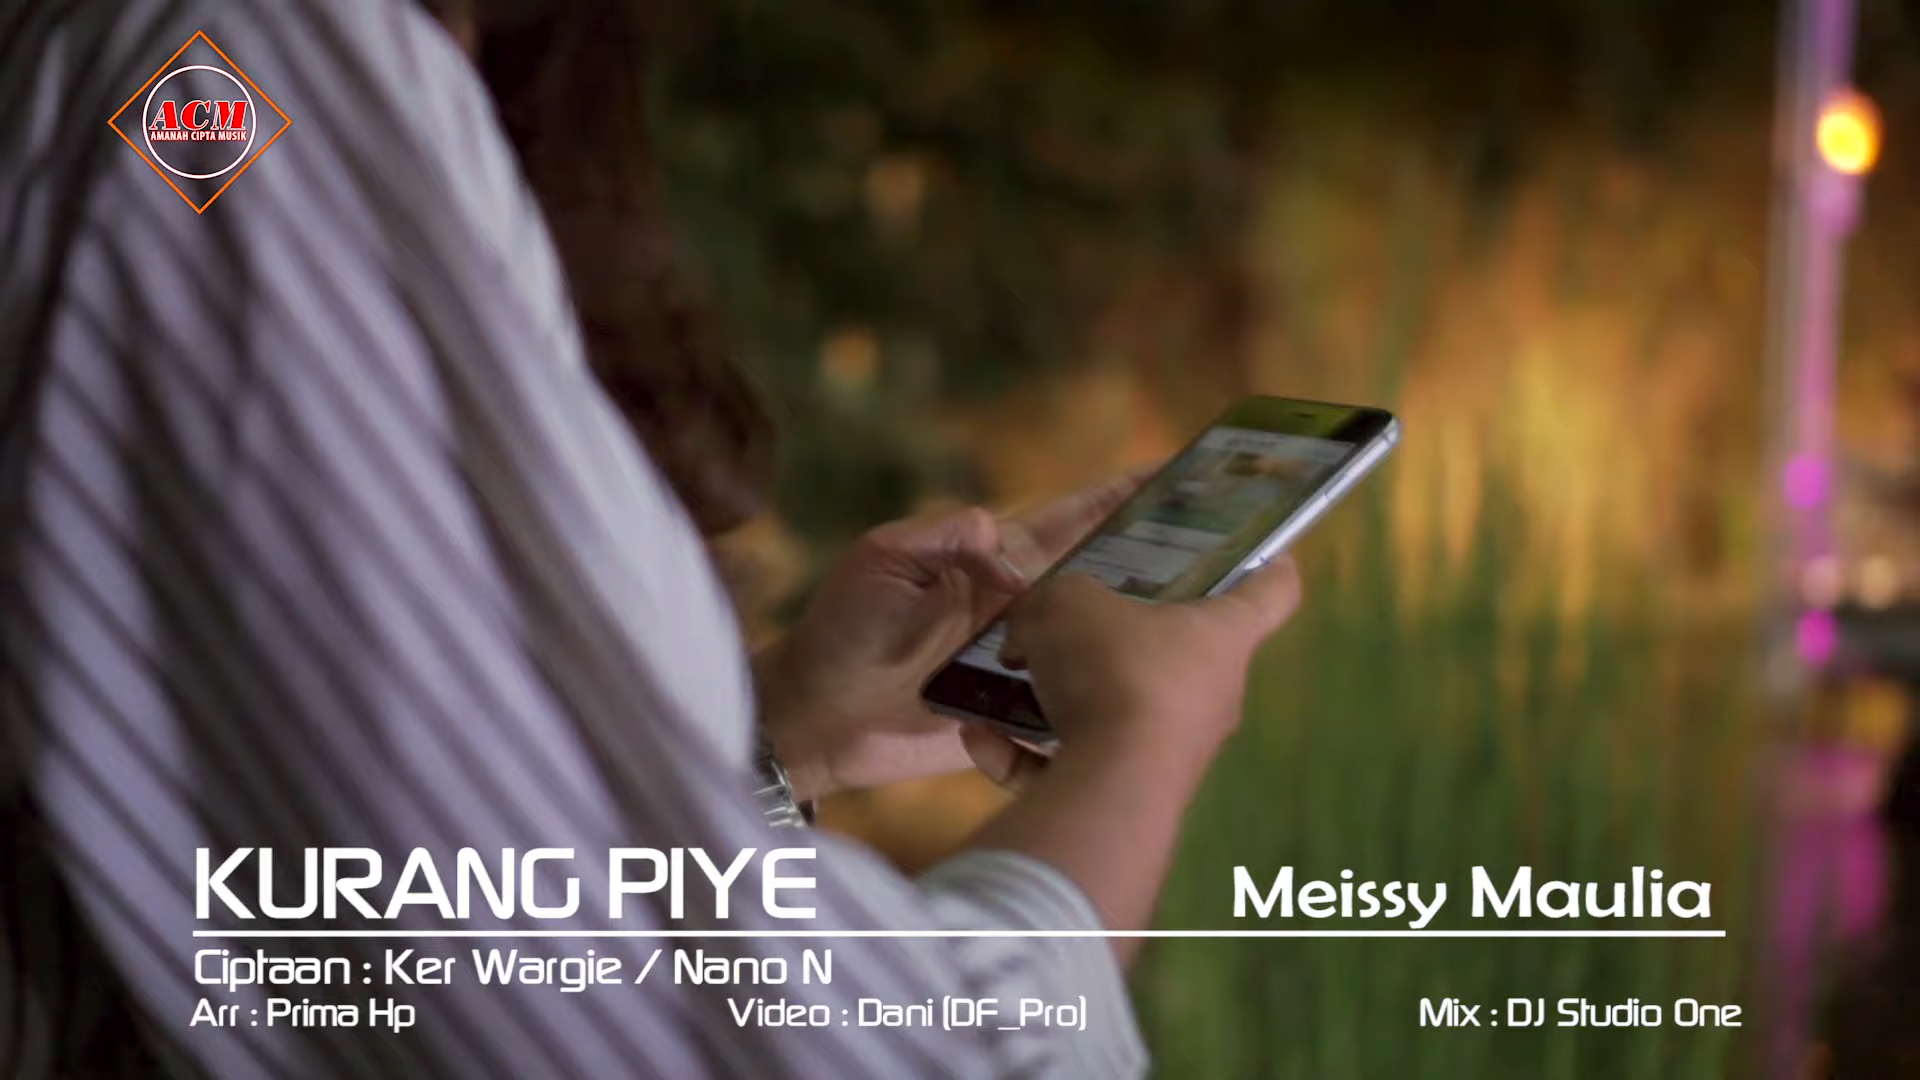 ACM
AMANAH CIPTA MUSIK
KURANG PIYE
Meissy Maulia
Ciptaan : Ker Wargie / Nano N
Arr : Prima Hp
Video : Dani (DF_Pro)
Mix : DJ Studio One